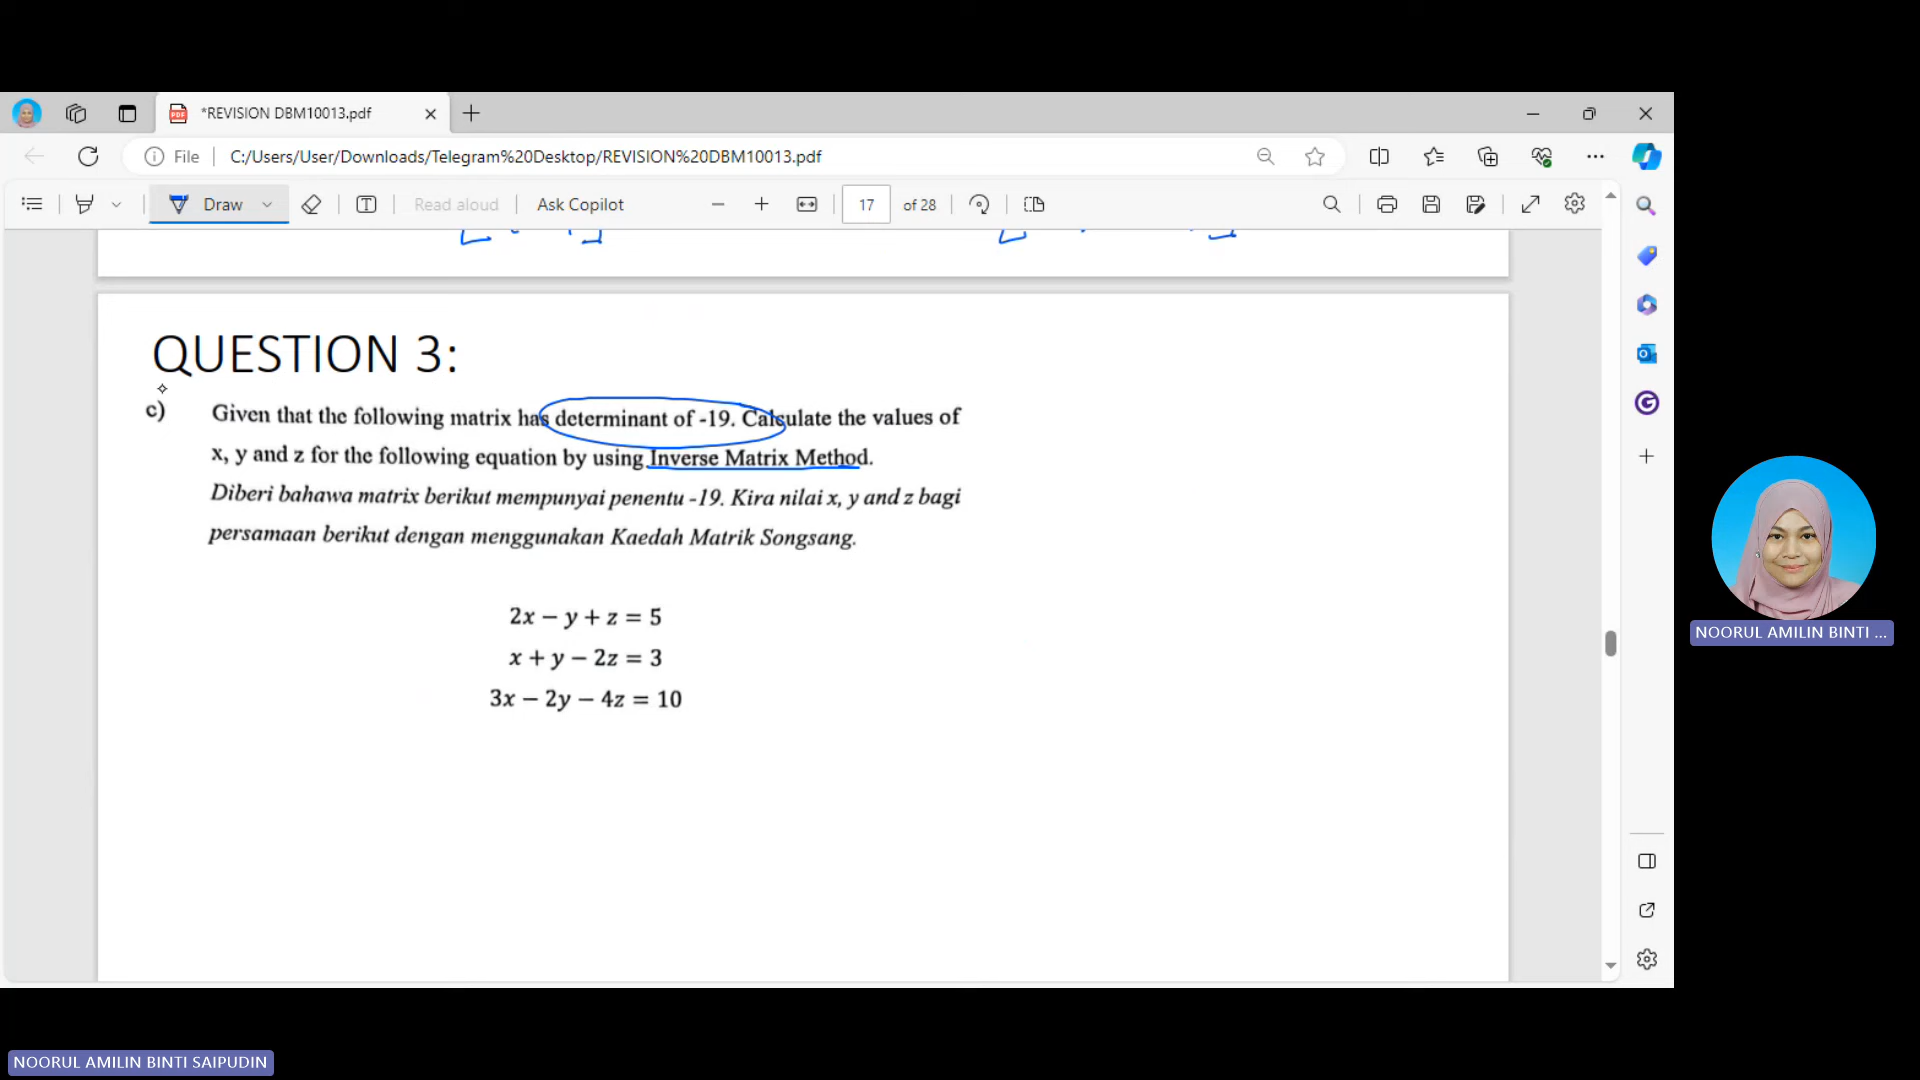 *REVISION DBM10013.pdf
File
C:/Users/User/Downloads/Telegram%20Desktop/REVISION%20DBM10013.pdf
Draw
Read aloud
Ask Copilot
17
of 28
QUESTION 3:
c) Given that the following matrix has determinant of -19. Calculate the values of
x, y and z for the following equation by using Inverse Matrix Method.
Diberi bahawa matrix berikut mempunyai penentu -19. Kira nilai x, y and z bagi
persamaan berikut dengan menggunakan Kaedah Matrik Songsang.
2x − y + z = 5
x + y − 2z = 3
3x − 2y − 4z = 10
NOORUL AMILIN BINTI ...
NOORUL AMILIN BINTI SAIPUDIN